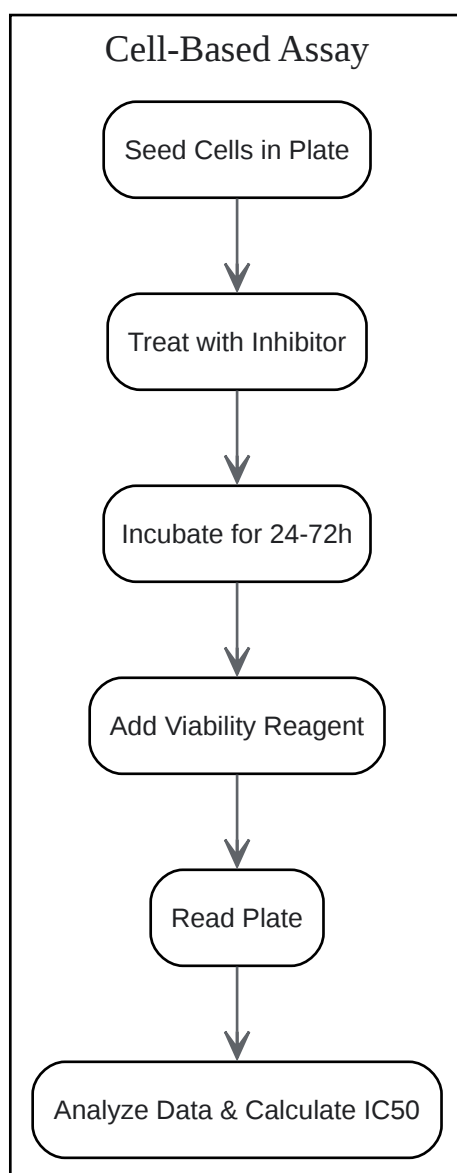 Cell-Based Assay
Seed Cells in Plate
Treat with Inhibitor
Incubate for 24-72h
Add Viability Reagent
Read Plate
Analyze Data & Calculate IC50